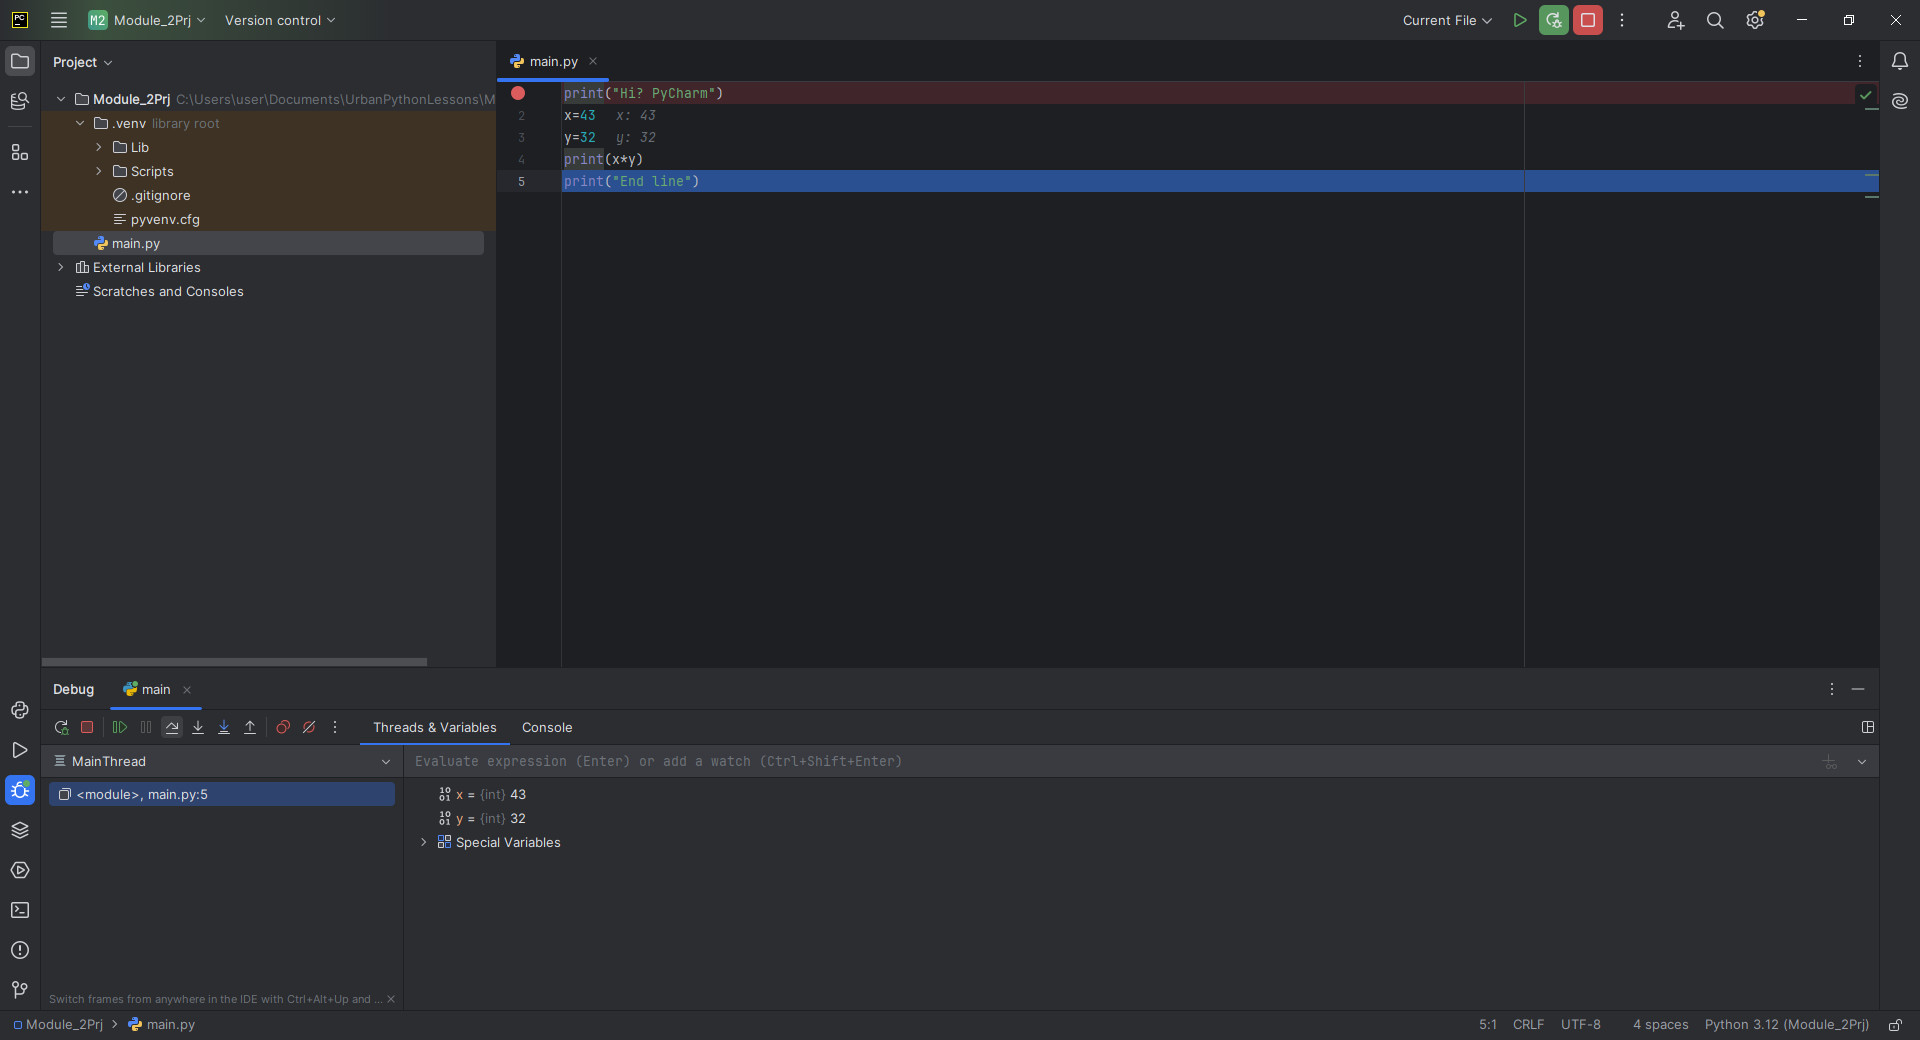 PC
M2 Module_2Prj
Version control
Current File
Project
main.py
Module_2Prj C:\Users\user\Documents\UrbanPythonLessons\M
.venv library root
Lib
Scripts
.gitignore
pyvenv.cfg
main.py
External Libraries
Scratches and Consoles
print("Hi? PyCharm")
2 x=43 x: 43
3 y=32 y: 32
4 print(x*y)
5 print("End line")
Debug
main
Threads & Variables
Console
MainThread
Evaluate expression (Enter) or add a watch (Ctrl+Shift+Enter)
<module>, main.py:5
x = {int} 43
y = {int} 32
Special Variables
Switch frames from anywhere in the IDE with Ctrl+Alt+Up and ...
Module_2Prj > main.py
5:1 CRLF UTF-8 4 spaces Python 3.12 (Module_2Prj)